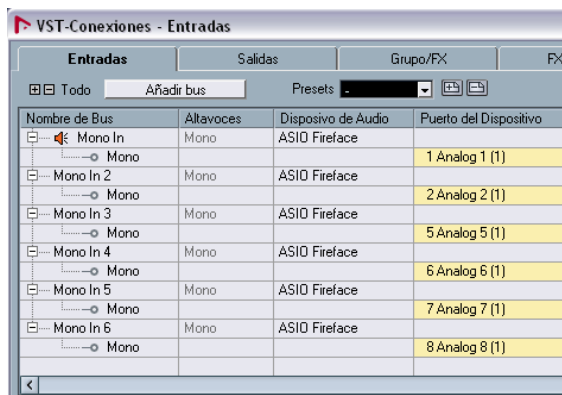 VST-Conexiones - Entradas
Entradas Salidas Grupo/FX FX
Todo Añadir bus Presets -
Nombre de Bus Altavoces Disposivo de Audio Puerto del Dispositivo
Mono In Mono ASIO Fireface
Mono 1 Analog 1 (1)
Mono In 2 Mono ASIO Fireface
Mono 2 Analog 2 (1)
Mono In 3 Mono ASIO Fireface
Mono 5 Analog 5 (1)
Mono In 4 Mono ASIO Fireface
Mono 6 Analog 6 (1)
Mono In 5 Mono ASIO Fireface
Mono 7 Analog 7 (1)
Mono In 6 Mono ASIO Fireface
Mono 8 Analog 8 (1)